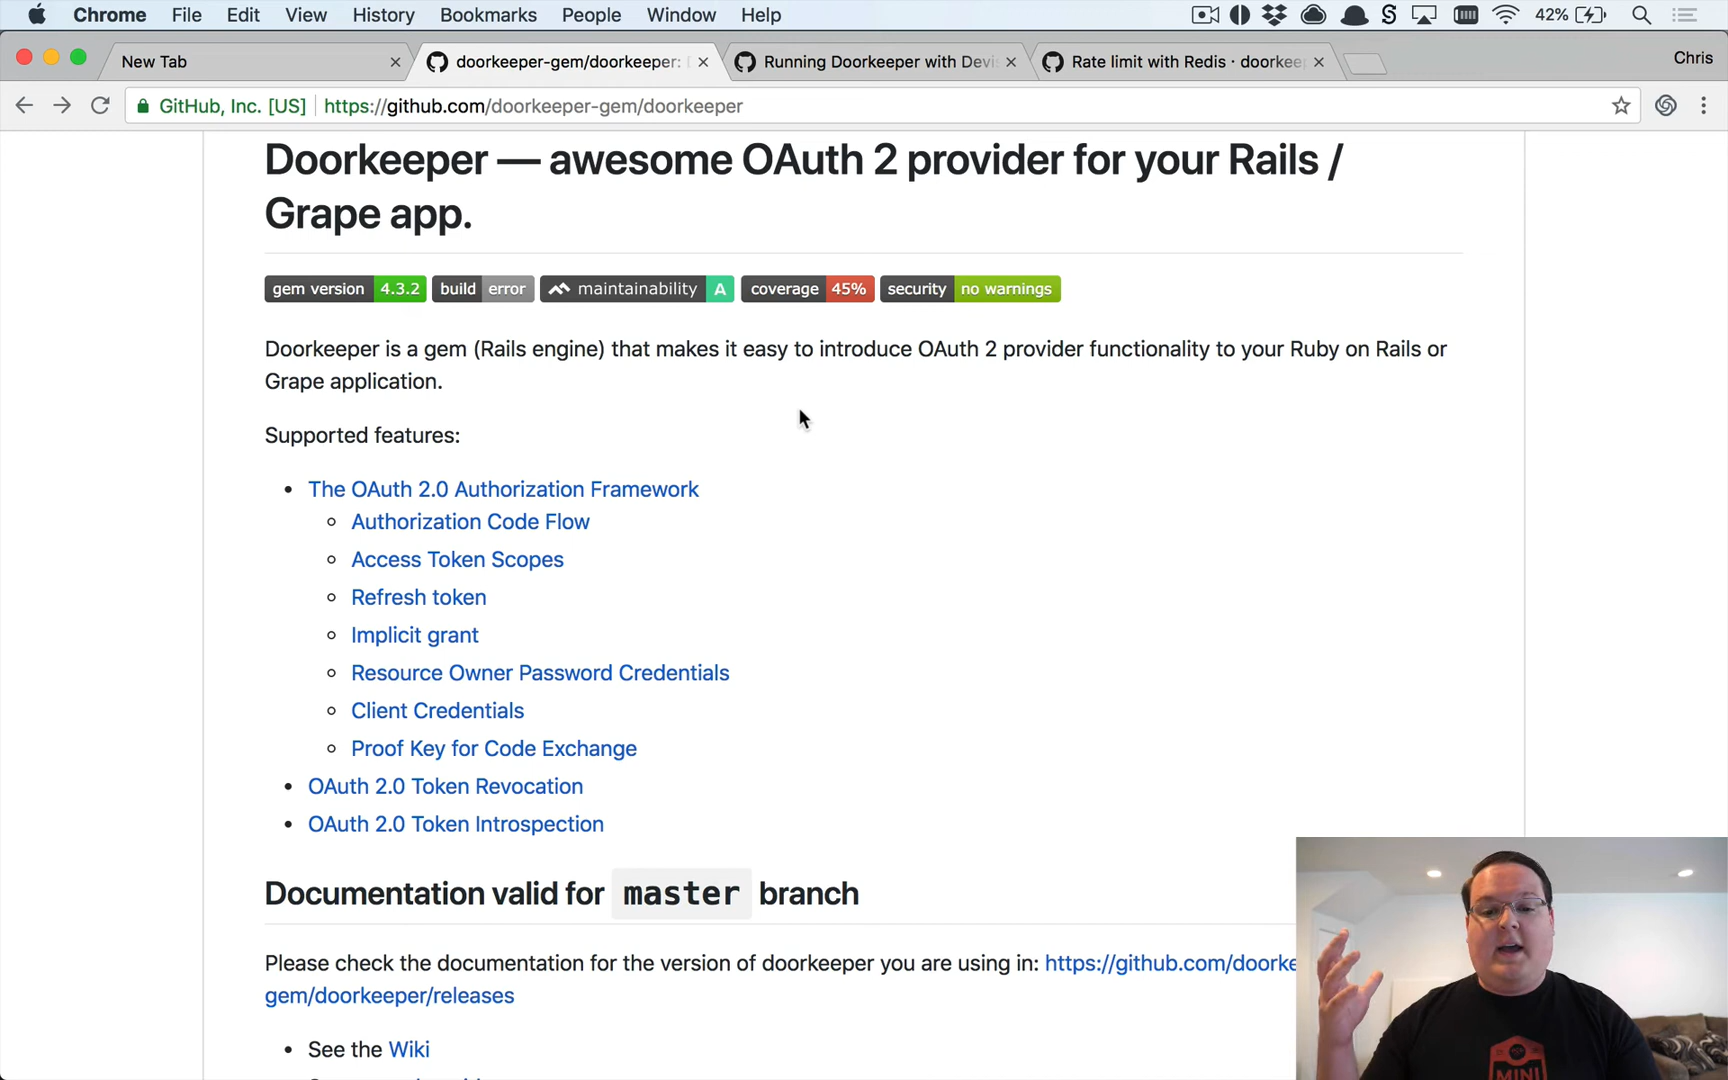 Chrome File Edit View History Bookmarks People Window Help 42%
New Tab doorkeeper-gem/doorkeeper: Running Doorkeeper with Devis Rate limit with Redis · doorkee Chris
GitHub, Inc. [US] https://github.com/doorkeeper-gem/doorkeeper
Doorkeeper — awesome OAuth 2 provider for your Rails /
Grape app.
gem version 4.3.2 build error maintainability A coverage 45% security no warnings
Doorkeeper is a gem (Rails engine) that makes it easy to introduce OAuth 2 provider functionality to your Ruby on Rails or
Grape application.
Supported features:
• The OAuth 2.0 Authorization Framework
Authorization Code Flow
Access Token Scopes
Refresh token
Implicit grant
Resource Owner Password Credentials
Client Credentials
Proof Key for Code Exchange
• OAuth 2.0 Token Revocation
• OAuth 2.0 Token Introspection
Documentation valid for master branch
Please check the documentation for the version of doorkeeper you are using in: https://github.com/doorke
gem/doorkeeper/releases
• See the Wiki
MINI